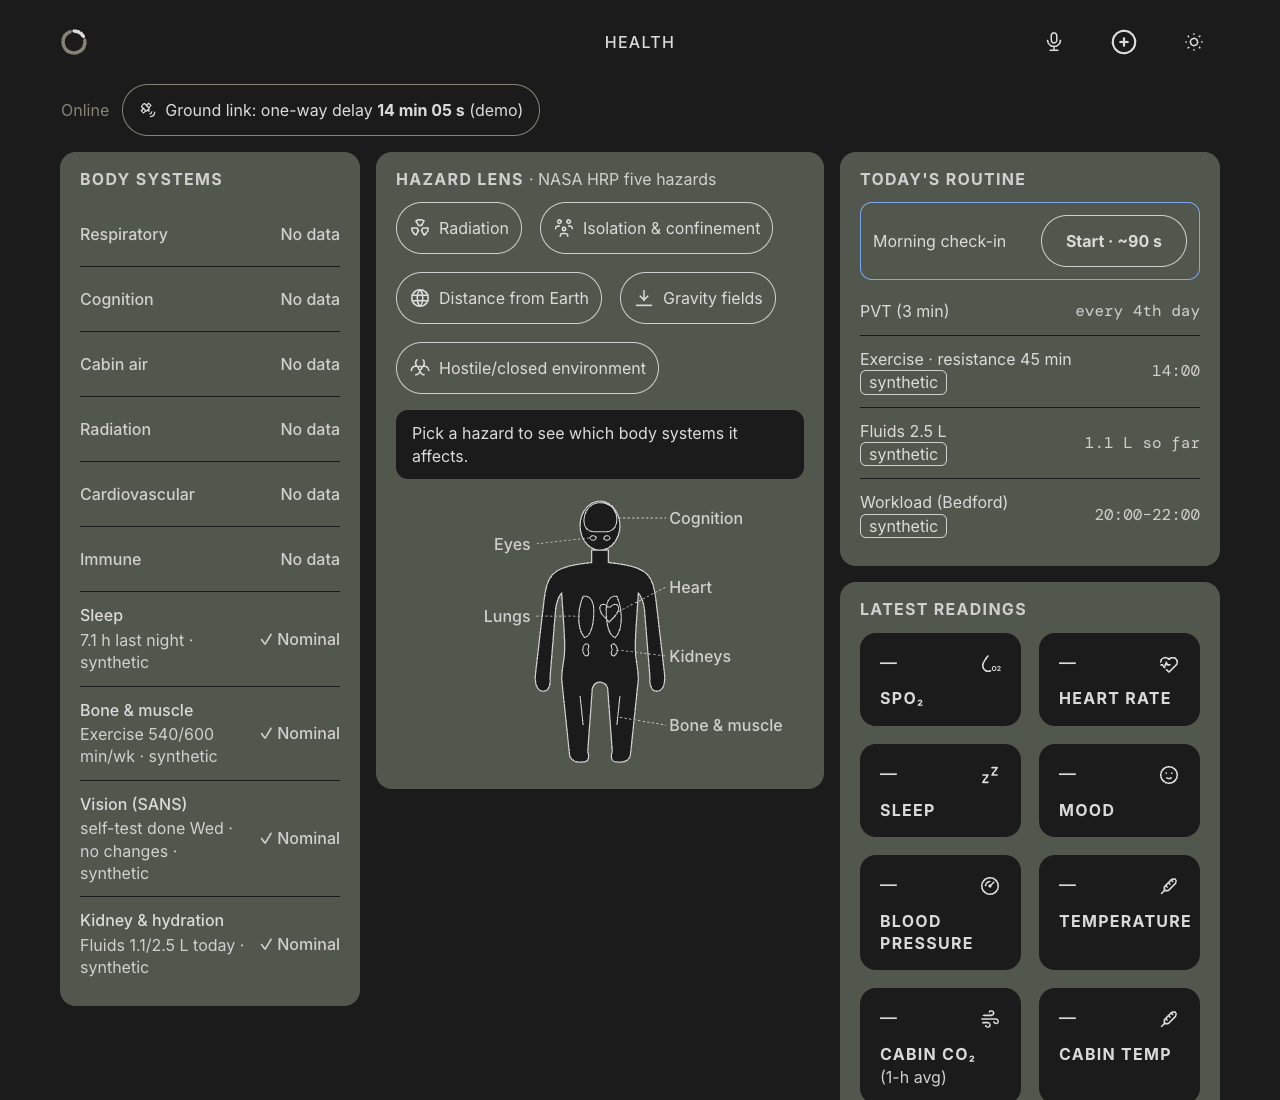 HEALTH
Online
Ground link: one-way delay 14 min 05 s (demo)
BODY SYSTEMS
Respiratory No data
Cognition No data
Cabin air No data
Radiation No data
Cardiovascular No data
Immune No data
Sleep
7.1 h last night ·
synthetic
✓ Nominal
Bone & muscle
Exercise 540/600
min/wk · synthetic
✓ Nominal
Vision (SANS)
self-test done Wed ·
no changes ·
synthetic
✓ Nominal
Kidney & hydration
Fluids 1.1/2.5 L today ·
synthetic
✓ Nominal
HAZARD LENS · NASA HRP five hazards
Radiation
Isolation & confinement
Distance from Earth
Gravity fields
Hostile/closed environment
Pick a hazard to see which body systems it
affects.
Cognition
Eyes
Heart
Lungs
Kidneys
Bone & muscle
TODAY'S ROUTINE
Morning check-in
Start · ~90 s
PVT (3 min) every 4th day
Exercise · resistance 45 min
synthetic
14:00
Fluids 2.5 L
synthetic
1.1 L so far
Workload (Bedford)
synthetic
20:00–22:00
LATEST READINGS
—
O2
SPO₂
—
HEART RATE
—
zZ
SLEEP
—
MOOD
—
BLOOD
PRESSURE
—
TEMPERATURE
—
CABIN CO₂
(1-h avg)
—
CABIN TEMP